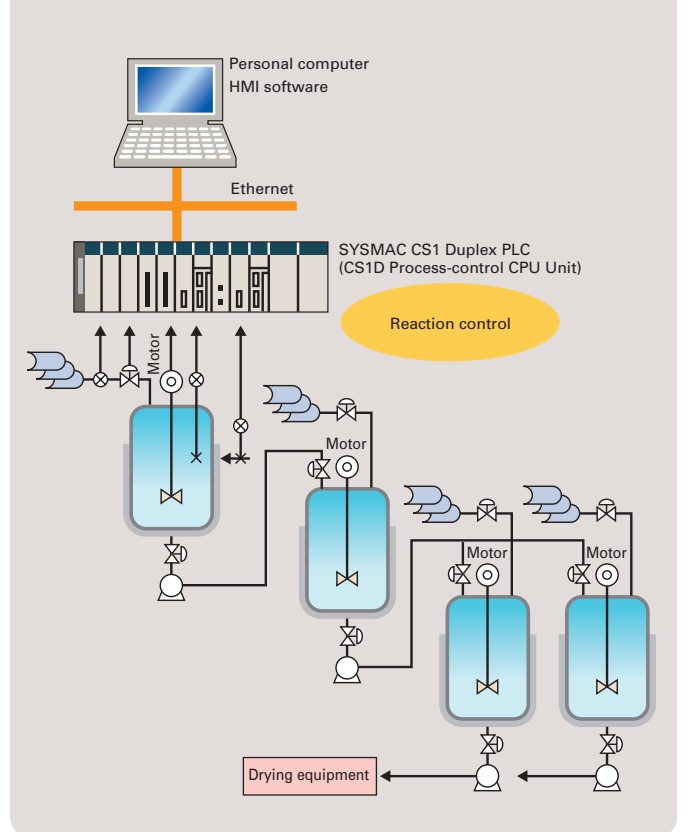 Personal computer
HMI software
Ethernet
SYSMAC CS1 Duplex PLC
(CS1D Process-control CPU Unit)
Reaction control
Motor
Motor
Motor
Motor
Drying equipment